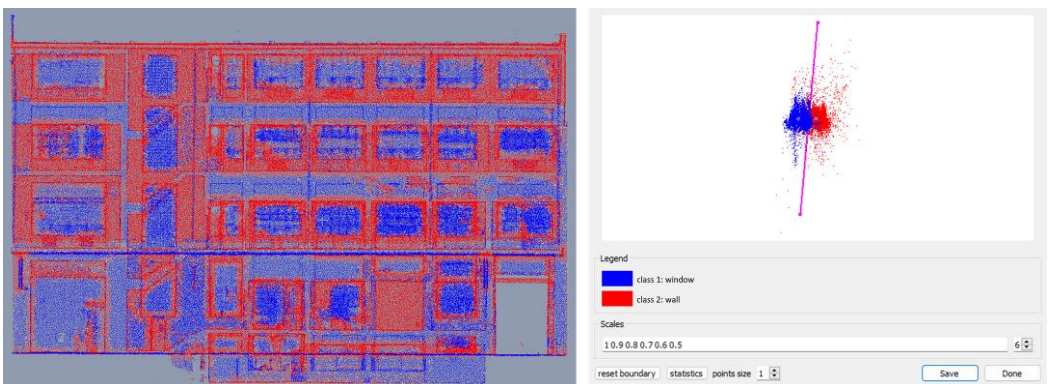 Legend
class 1: window
class 2: wall
Scales
1 0.9 0.8 0.7 0.6 0.5
6
reset boundary statistics points size 1 Save Done